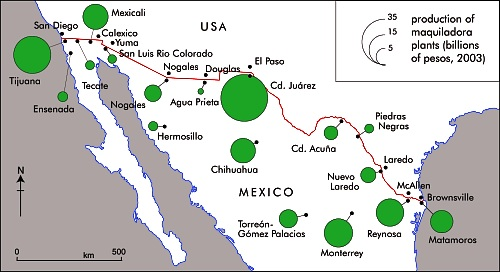 Mexicali
San Diego
USA
Calexico
Yuma
San Luis Rio Colorado
Tijuana
Nogales
Douglas
El Paso
Cd. Juárez
Tecate
Ensenada
Nogales
Agua Prieta
Hermosillo
Chihuahua
Cd. Acuña
Piedras
Negras
Laredo
Nuevo
Laredo
McAllen
Brownsville
MEXICO
Torreón-
Gómez Palacios
Monterrey
Reynosa
Matamoros
N
0
km
500
35
15
5
production of
maquiladora
plants (billions
of pesos, 2003)